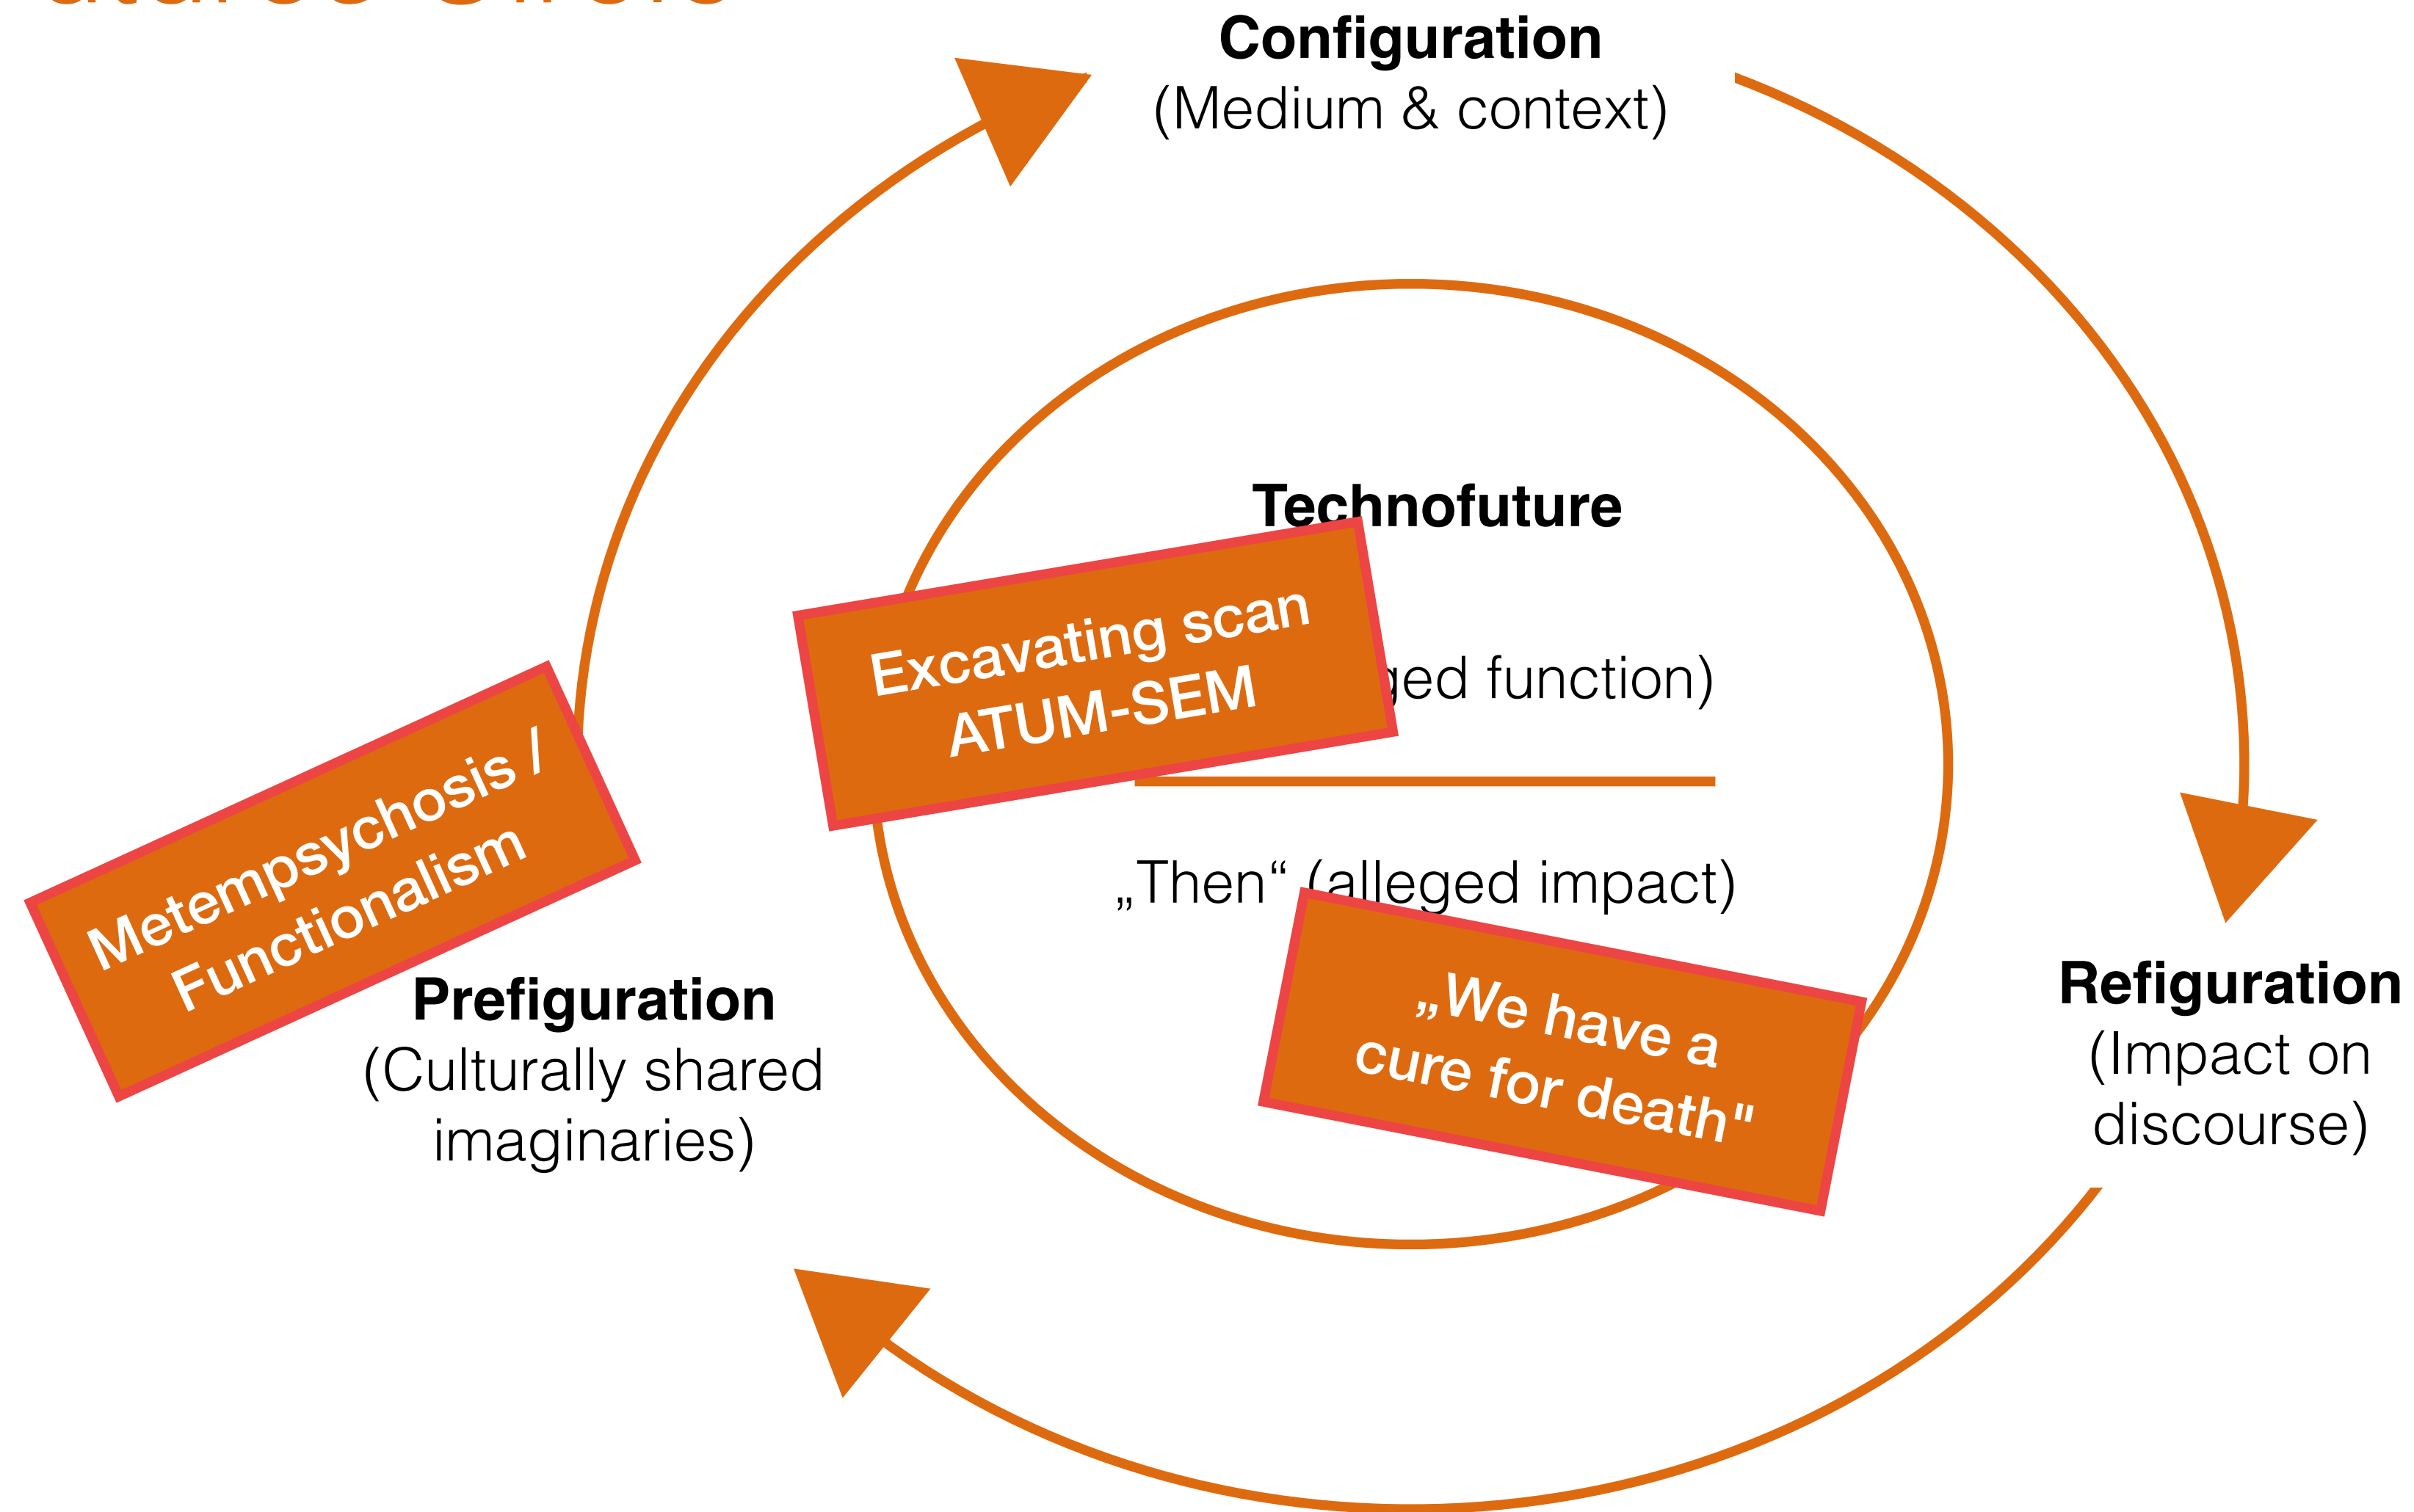 Configuration
(Medium & context)
Technofuture
Excavating scan
ATUM-SEM
function)
„Then“ (alleged impact)
„We have a
cure for death"
Metempsychosis /
Functionalism
Prefiguration
(Culturally shared
imaginaries)
Refiguration
(Impact on
discourse)